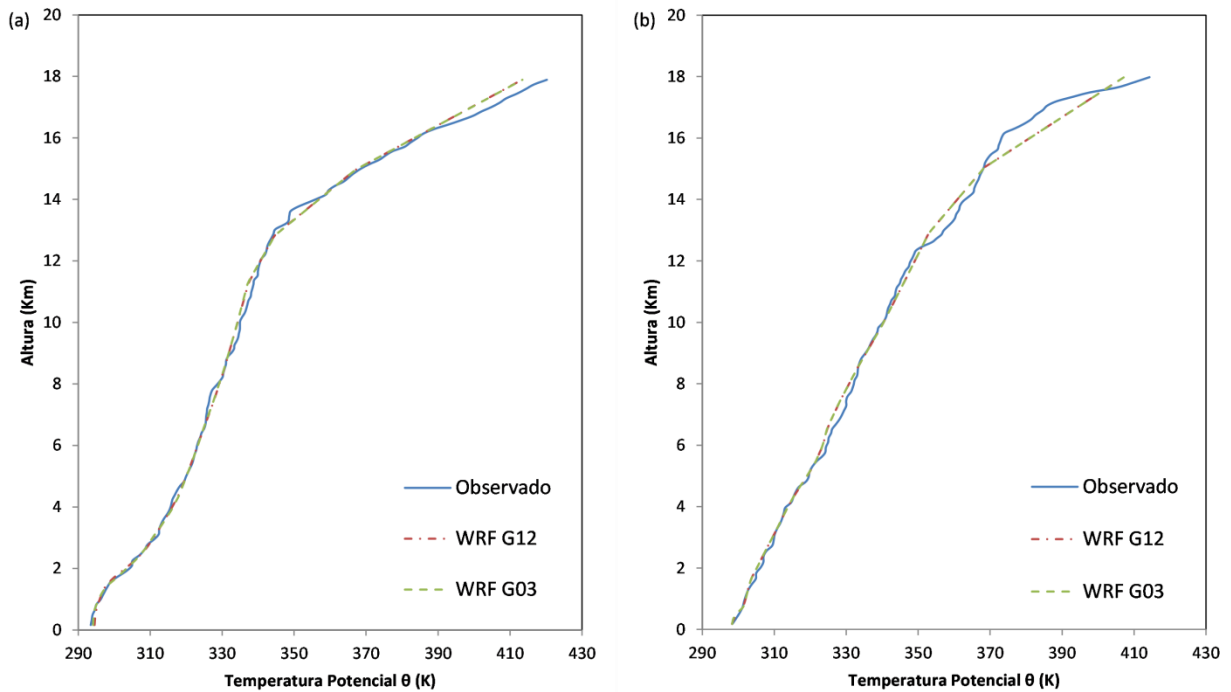 (a)
20
18
16
14
12
10
8
6
4
2
0
Altura (Km)
290 310 330 350 370 390 410 430
Temperatura Potencial θ (K)
Observado
WRF G12
WRF G03
(b)
20
18
16
14
12
10
8
6
4
2
0
Altura (Km)
290 310 330 350 370 390 410 430
Temperatura Potencial θ (K)
Observado
WRF G12
WRF G03